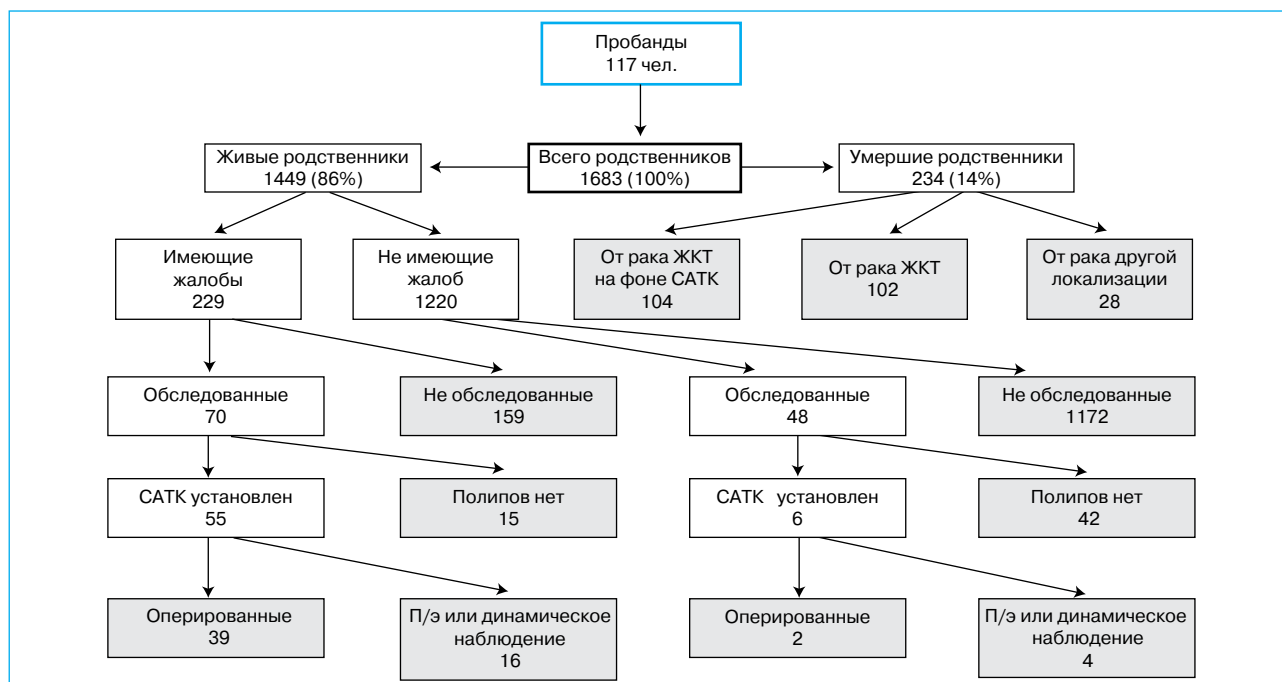 Пробанды
117 чел.
Живые родственники
1449 (86%)
Всего родственников
1683 (100%)
Умершие родственники
234 (14%)
Имеющие
жалобы
229
Не имеющие
жалоб
1220
От рака ЖКТ
на фоне САТК
104
От рака ЖКТ
102
От рака другой
локализации
28
Обследованные
70
Не обследованные
159
Обследованные
48
Не обследованные
1172
САТК установлен
55
Полипов нет
15
САТК установлен
6
Полипов нет
42
Оперированные
39
П/э или динамическое
наблюдение
16
Оперированные
2
П/э или динамическое
наблюдение
4